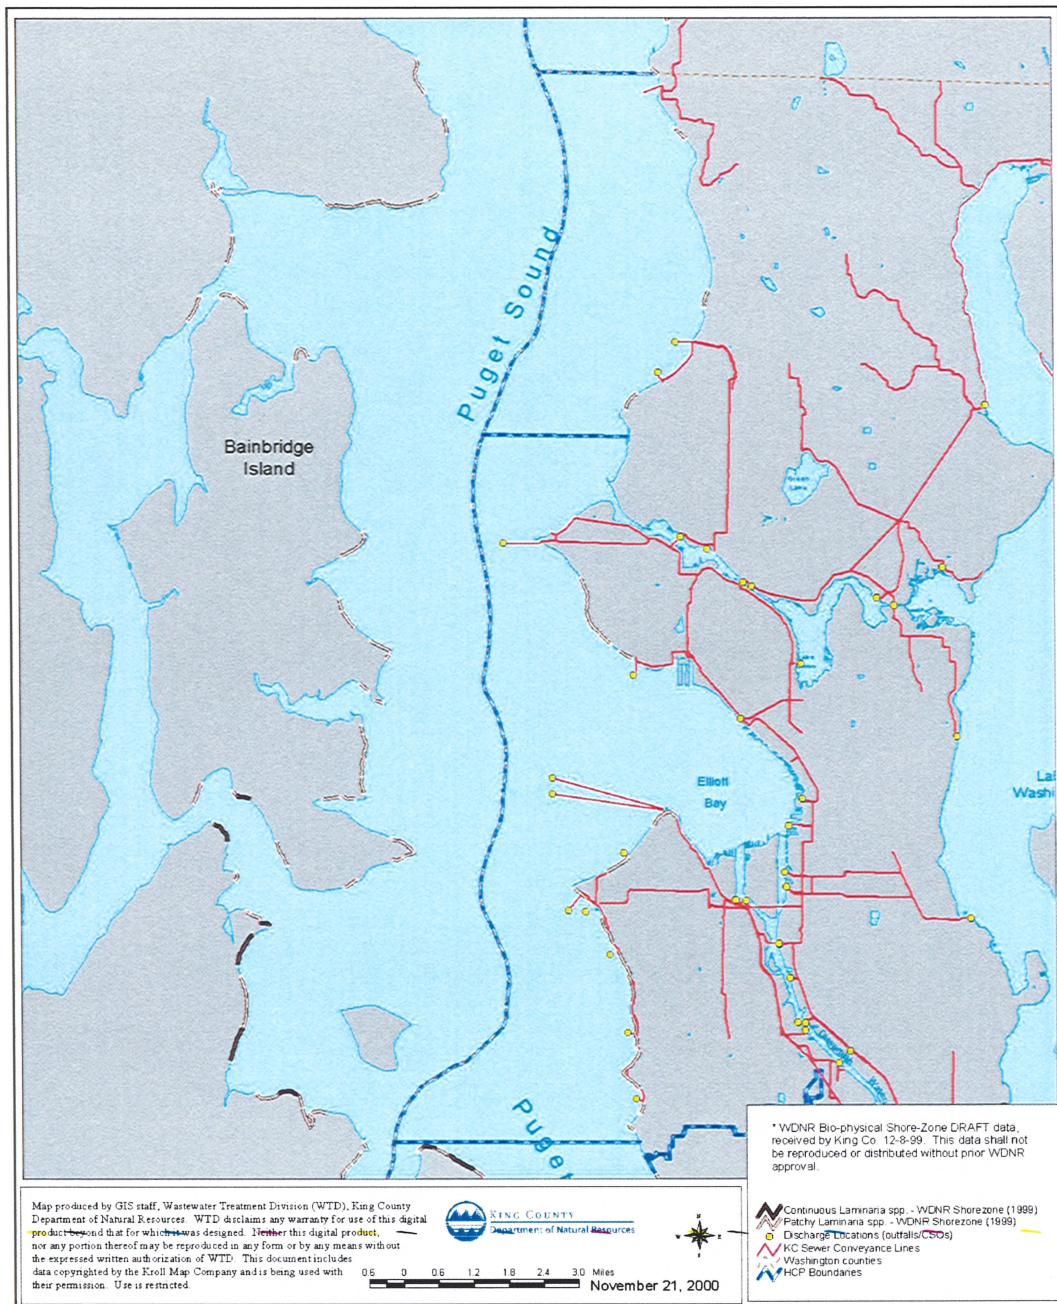 Puget Sound
Bainbridge
Island
Green
Lake
Elliott
Bay
Puget
* WDNR Bio-physical Shore-Zone DRAFT data,
received by King Co. 12-8-99. This data shall not
be reproduced or distributed without prior WDNR
approval.
Map produced by GIS staff, Wastewater Treatment Division (WTD), King County
Department of Natural Resources. WTD disclaims any warranty for use of this digital
product beyond that for which it was designed. Neither this digital product,
nor any portion thereof may be reproduced in any form or by any means without
the expressed written authorization of WTD. This document includes
data copyrighted by the Kroll Map Company and is being used with
their permission. Use is restricted.
KING COUNTY
Department of Natural Resources
N
W E
S
0.6 0 0.6 1.2 1.8 2.4 3.0 Miles
November 21, 2000
Continuous Laminaria spp. - WDNR Shorezone (1999)
Patchy Laminaria spp. - WDNR Shorezone (1999)
Discharge Locations (outfalls/CSOs)
KC Sewer Conveyance Lines
Washington counties
HCP Boundaries